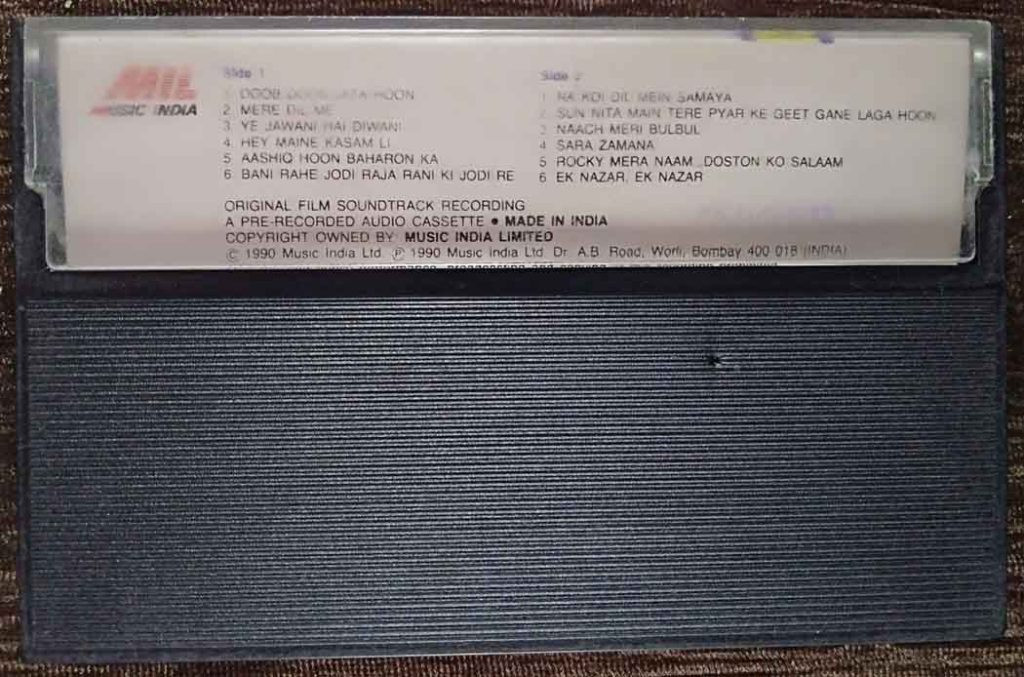 MIL
MUSIC INDIA
Side 1
1 DOOB DOOB JATA HOON
2 MERE DIL ME
3 YE JAWANI HAI DIWANI
4 HEY MAINE KASAM LI
5 AASHIQ HOON BAHARON KA
6 BANI RAHE JODI RAJA RANI KI JODI RE
Side 2
1 NA KOI DIL MEIN SAMAYA
2 SUN NITA MAIN TERE PYAR KE GEET GANE LAGA HOON
3 NAACH MERI BULBUL
4 SARA ZAMANA
5 ROCKY MERA NAAM DOSTON KO SALAAM
6 EK NAZAR, EK NAZAR
ORIGINAL FILM SOUNDTRACK RECORDING
A PRE-RECORDED AUDIO CASSETTE • MADE IN INDIA
COPYRIGHT OWNED BY: MUSIC INDIA LIMITED
© 1990 Music India Ltd. ℗ 1990 Music India Ltd. Dr. A.B. Road, Worli, Bombay 400 018 (INDIA)